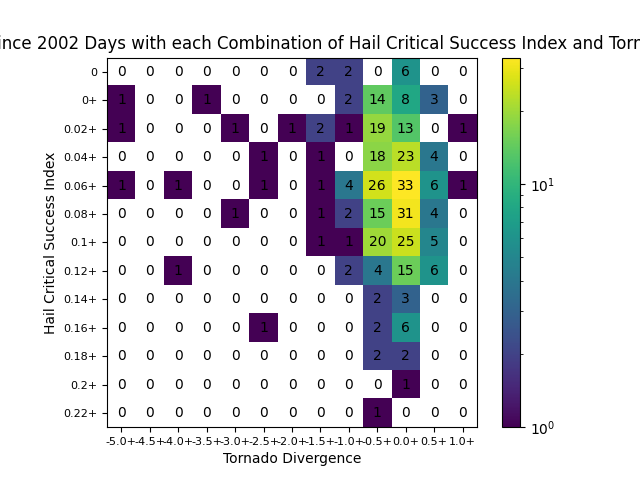 ince 2002 Days with each Combination of Hail Critical Success Index and Torn
Hail Critical Success Index
0 0 0 0 0 0 0 0 2 2 0 6 0 0
0+ 1 0 0 1 0 0 0 0 2 14 8 3 0
0.02+ 1 0 0 0 1 0 1 2 1 19 13 0 1
0.04+ 0 0 0 0 0 1 0 1 0 18 23 4 0
0.06+ 1 0 1 0 0 1 0 1 4 26 33 6 1
0.08+ 0 0 0 0 1 0 0 1 2 15 31 4 0
0.1+ 0 0 0 0 0 0 0 1 1 20 25 5 0
0.12+ 0 0 1 0 0 0 0 0 2 4 15 6 0
0.14+ 0 0 0 0 0 0 0 0 0 2 3 0 0
0.16+ 0 0 0 0 0 1 0 0 0 2 6 0 0
0.18+ 0 0 0 0 0 0 0 0 0 2 2 0 0
0.2+ 0 0 0 0 0 0 0 0 0 0 1 0 0
0.22+ 0 0 0 0 0 0 0 0 0 1 0 0 0
-5.0+ -4.5+ -4.0+ -3.5+ -3.0+ -2.5+ -2.0+ -1.5+ -1.0+ -0.5+ 0.0+ 0.5+ 1.0+
Tornado Divergence
10¹
10⁰